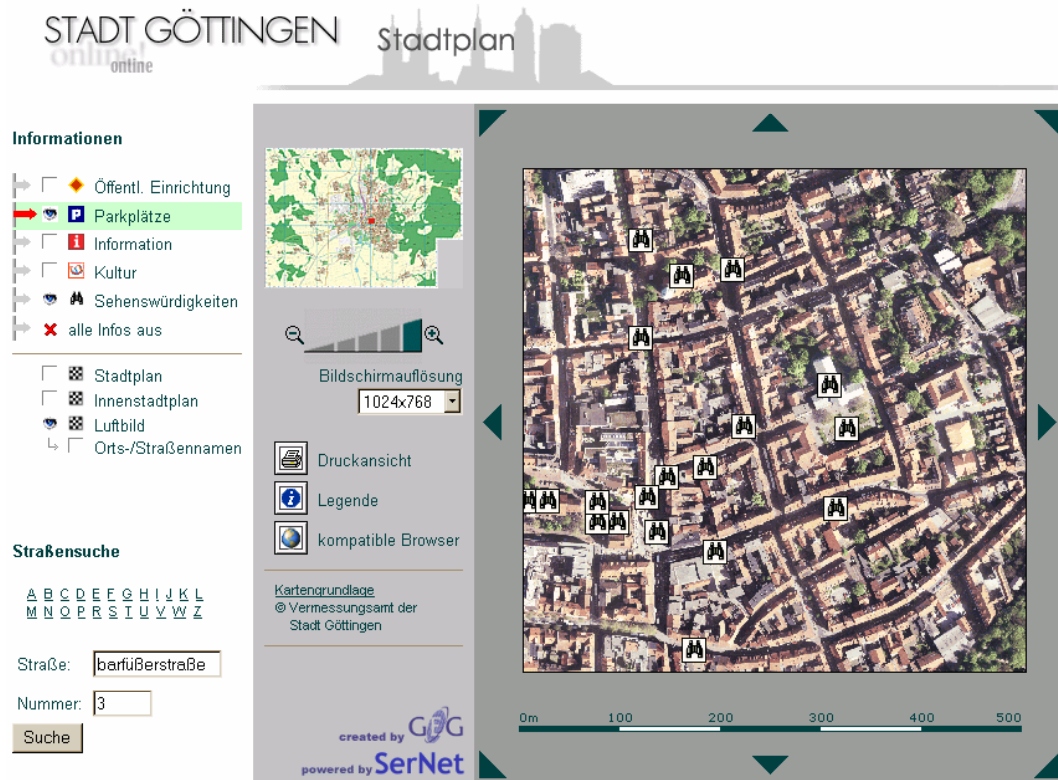 STADT GÖTTINGEN
online!
online
Stadtplan
Informationen
Öffentl. Einrichtung
P Parkplätze
i Information
Kultur
Sehenswürdigkeiten
alle Infos aus
Stadtplan
Innenstadtplan
Luftbild
Orts-/Straßennamen
Straßensuche
A B C D E F G H I J K L
M N O P R S T U V W Z
Straße: barfüßerstraße
Nummer: 3
Suche
Bildschirmauflösung
1024x768
Druckansicht
i Legende
kompatible Browser
Kartengrundlage
© Vermessungsamt der
Stadt Göttingen
created by GEG
powered by SerNet
0m 100 200 300 400 500